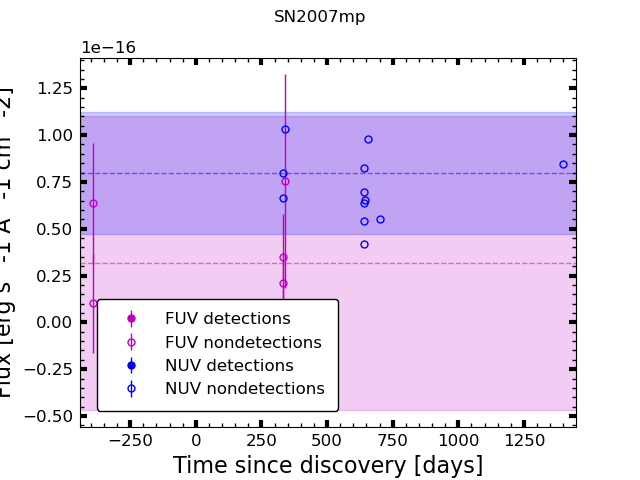 SN2007mp
1e−16
1.25
1.00
0.75
0.50
0.25
0.00
−0.25
−0.50
Flux [erg s -1 A -1 cm -2]
FUV detections
FUV nondetections
NUV detections
NUV nondetections
−250 0 250 500 750 1000 1250
Time since discovery [days]